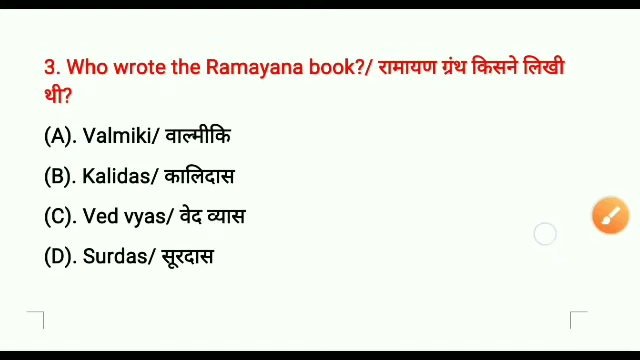 3. Who wrote the Ramayana book?/ रामायण ग्रंथ किसने लिखी
थी?
(A). Valmiki/ वाल्मीकि
(B). Kalidas/ कालिदास
(C). Ved vyas/ वेद व्यास
(D). Surdas/ सूरदास